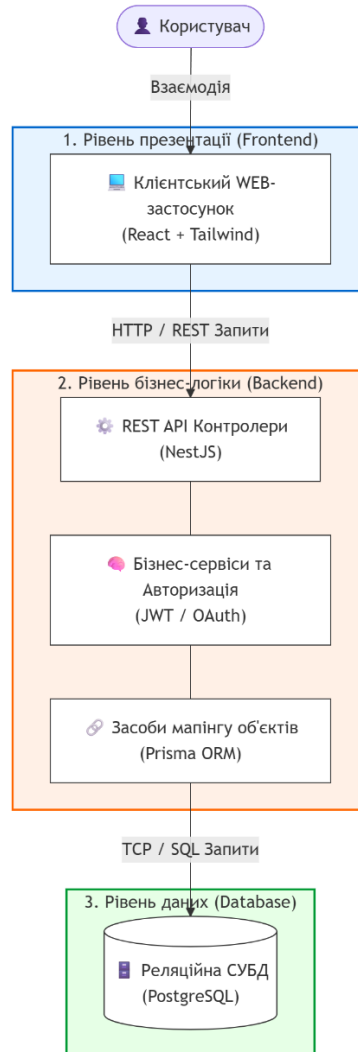 Користувач
Взаємодія
1. Рівень презентації (Frontend)
Клієнтський WEB-
застосунок
(React + Tailwind)
HTTP / REST Запити
2. Рівень бізнес-логіки (Backend)
REST API Контролери
(NestJS)
Бізнес-сервіси та
Авторизація
(JWT / OAuth)
Засоби мапінгу об'єктів
(Prisma ORM)
TCP / SQL Запити
3. Рівень даних (Database)
Реляційна СУБД
(PostgreSQL)